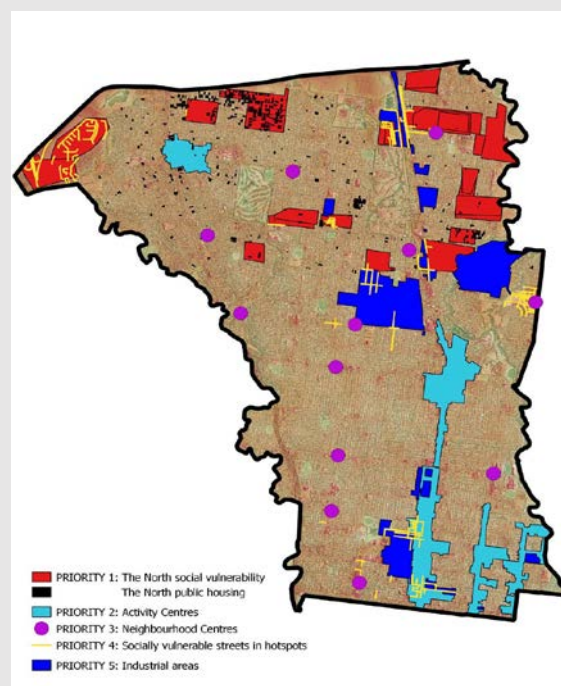 PRIORITY 1: The North social vulnerability
The North public housing
PRIORITY 2: Activity Centres
PRIORITY 3: Neighbourhood Centres
PRIORITY 4: Socially vulnerable streets in hotspots
PRIORITY 5: Industrial areas